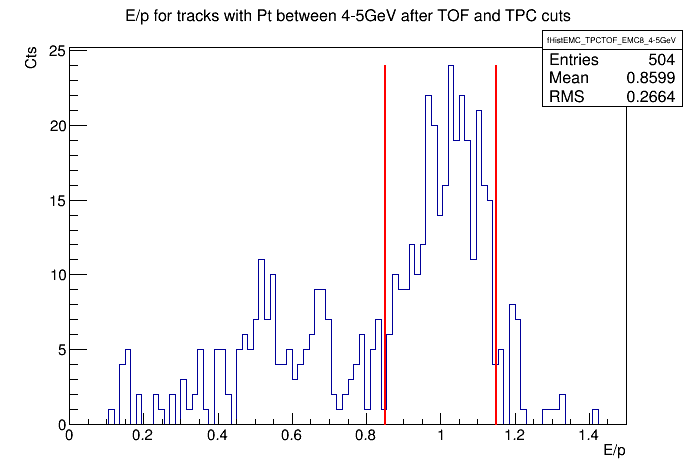 E/p for tracks with Pt between 4-5GeV after TOF and TPC cuts
fHistEMC_TPCTOF_EMC8_4-5GeV
Entries 504
Mean 0.8599
RMS 0.2664
Cts
25
20
15
10
5
0
0 0.2 0.4 0.6 0.8 1 1.2 1.4
E/p